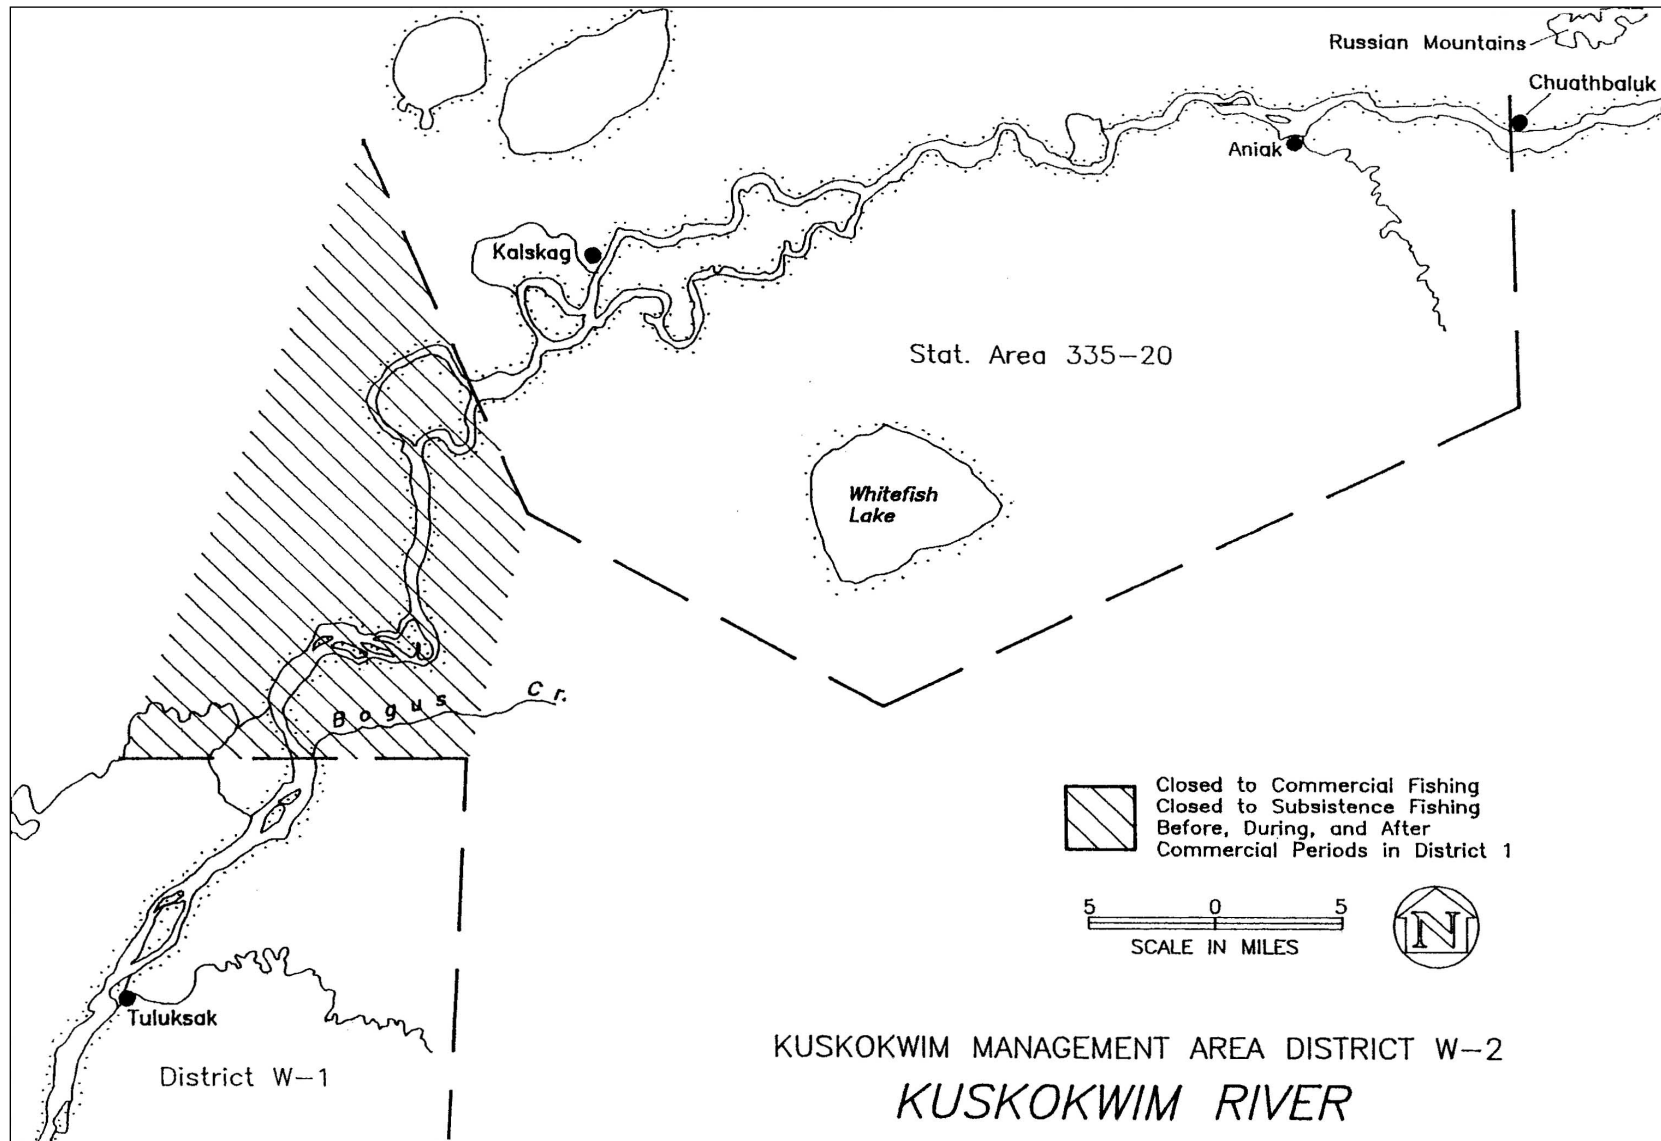 Russian Mountains
Chuathbaluk
Aniak
Kalskag
Stat. Area 335-20
Whitefish
Lake
Bogus Cr.
Closed to Commercial Fishing
Closed to Subsistence Fishing
Before, During, and After
Commercial Periods in District 1
5 0 5
SCALE IN MILES
N
Tuluksak
District W-1
KUSKOKWIM MANAGEMENT AREA DISTRICT W-2
KUSKOKWIM RIVER